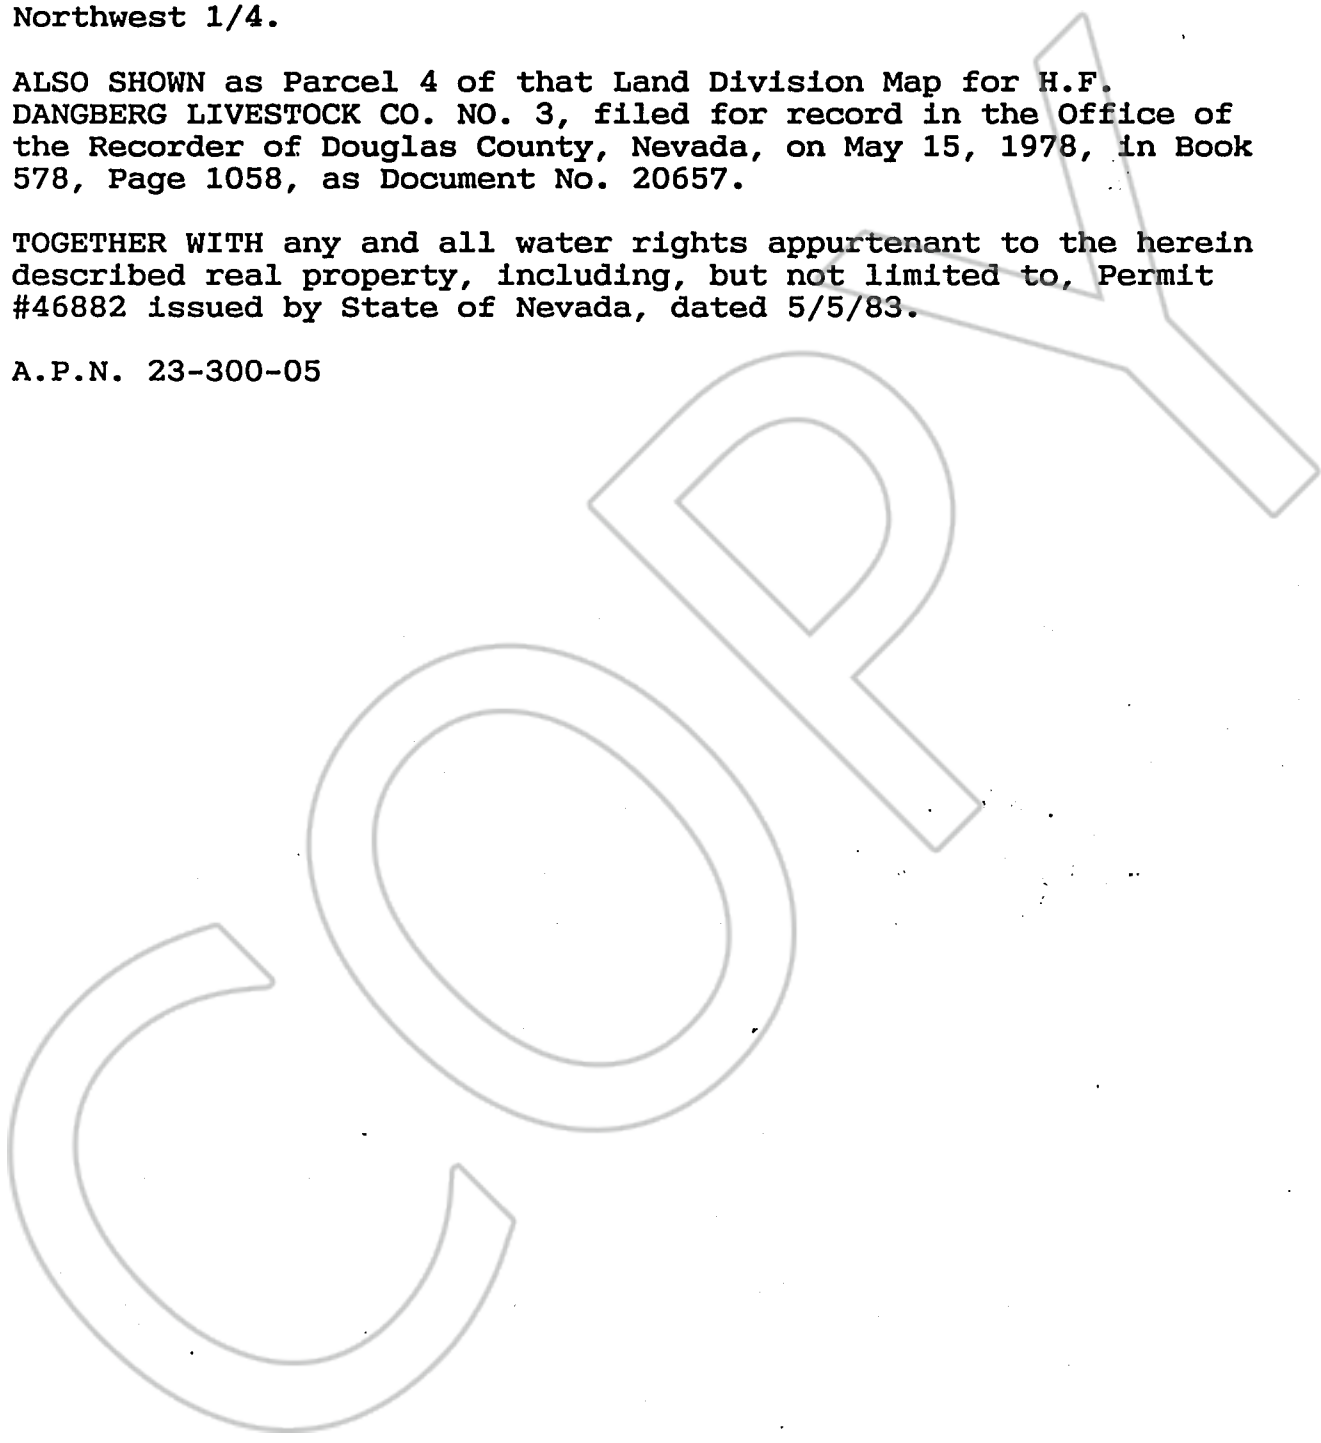 Northwest 1/4.
ALSO SHOWN as Parcel 4 of that Land Division Map for H.F.
DANGBERG LIVESTOCK CO. NO. 3, filed for record in the Office of
the Recorder of Douglas County, Nevada, on May 15, 1978, in Book
578, Page 1058, as Document No. 20657.
TOGETHER WITH any and all water rights appurtenant to the herein
described real property, including, but not limited to, Permit
#46882 issued by State of Nevada, dated 5/5/83.
A.P.N. 23-300-05
COPY